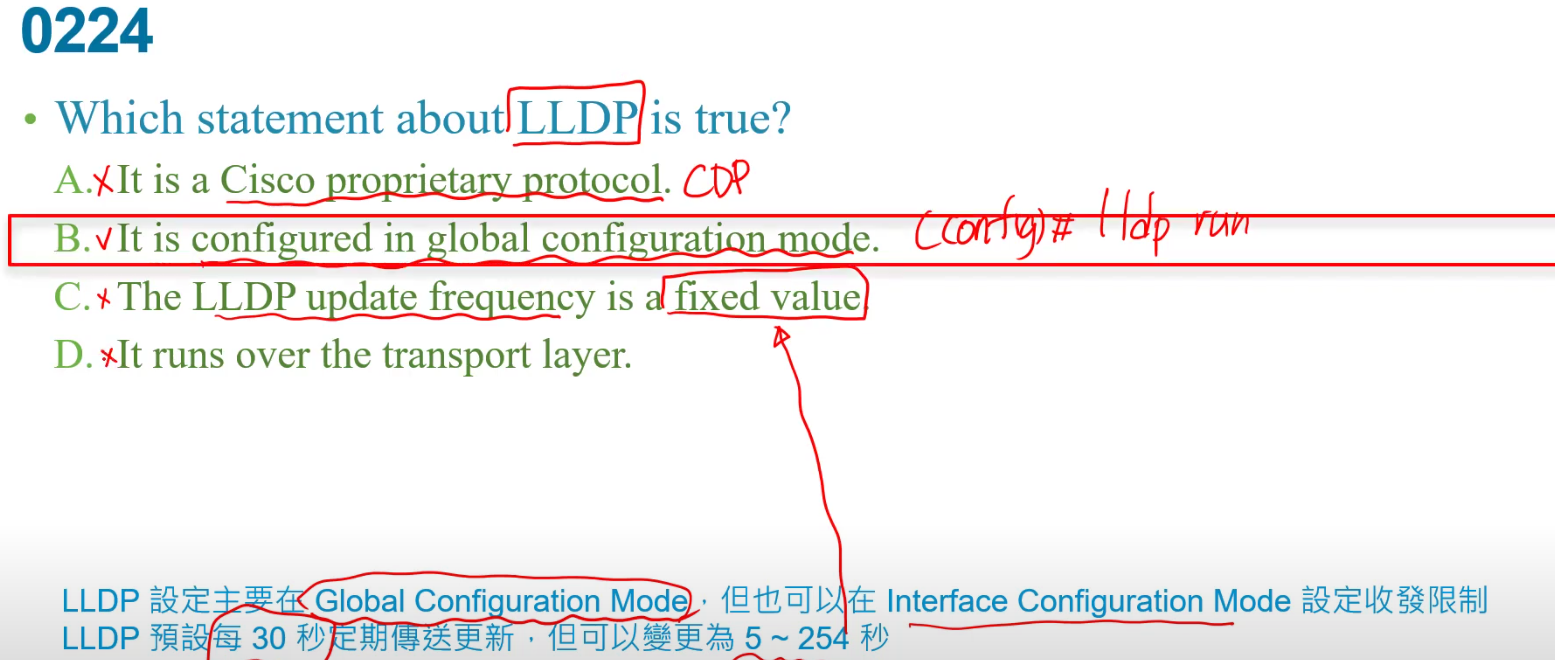 0224
• Which statement about LLDP is true?
A.It is a Cisco proprietary protocol. CDP
B.It is configured in global configuration mode. (config)# lldp run
C.The LLDP update frequency is a fixed value
D.It runs over the transport layer.
LLDP 設定主要在 Global Configuration Mode，但也可以在 Interface Configuration Mode 設定收發限制
LLDP 預設每 30 秒定期傳送更新，但可以變更為 5 ~ 254 秒